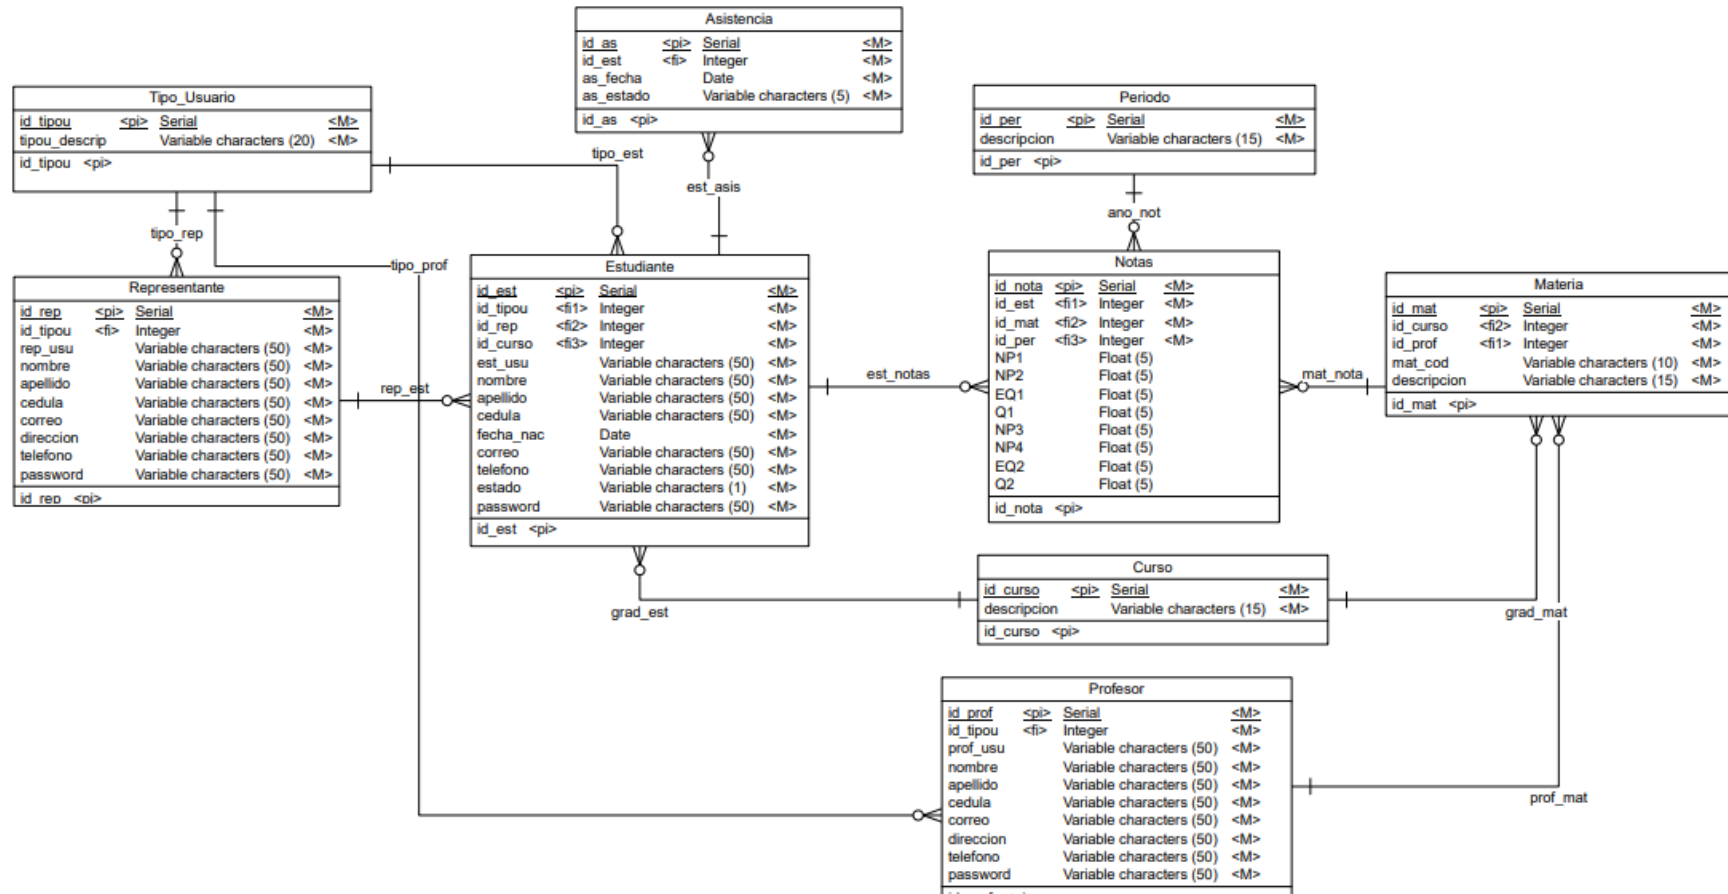 Asistencia
id_as <pi> Serial <M>
id_est <fi> Integer <M>
as_fecha Date <M>
as_estado Variable characters (5) <M>
id_as <pi>
Tipo_Usuario
id_tipou <pi> Serial <M>
tipou_descrip Variable characters (20) <M>
id_tipou <pi>
Periodo
id_per <pi> Serial <M>
descripcion Variable characters (15) <M>
id_per <pi>
tipo_est
est_asis
ano_not
tipo_rep
tipo_prof
Representante
id_rep <pi> Serial <M>
id_tipou <fi> Integer <M>
rep_usu Variable characters (50) <M>
nombre Variable characters (50) <M>
apellido Variable characters (50) <M>
cedula Variable characters (50) <M>
correo Variable characters (50) <M>
direccion Variable characters (50) <M>
telefono Variable characters (50) <M>
password Variable characters (50) <M>
id_rep <pi>
rep_est
Estudiante
id_est <pi> Serial <M>
id_tipou <fi1> Integer <M>
id_rep <fi2> Integer <M>
id_curso <fi3> Integer <M>
est_usu Variable characters (50) <M>
nombre Variable characters (50) <M>
apellido Variable characters (50) <M>
cedula Variable characters (50) <M>
fecha_nac Date <M>
correo Variable characters (50) <M>
telefono Variable characters (50) <M>
estado Variable characters (1) <M>
password Variable characters (50) <M>
id_est <pi>
est_notas
Notas
id_nota <pi> Serial <M>
id_est <fi1> Integer <M>
id_mat <fi2> Integer <M>
id_per <fi3> Integer <M>
NP1 Float (5)
NP2 Float (5)
EQ1 Float (5)
Q1 Float (5)
NP3 Float (5)
NP4 Float (5)
EQ2 Float (5)
Q2 Float (5)
id_nota <pi>
mat_nota
Materia
id_mat <pi> Serial <M>
id_curso <fi2> Integer <M>
id_prof <fi1> Integer <M>
mat_cod Variable characters (10) <M>
descripcion Variable characters (15) <M>
id_mat <pi>
Curso
id_curso <pi> Serial <M>
descripcion Variable characters (15) <M>
id_curso <pi>
grad_est
grad_mat
Profesor
id_prof <pi> Serial <M>
id_tipou <fi> Integer <M>
prof_usu Variable characters (50) <M>
nombre Variable characters (50) <M>
apellido Variable characters (50) <M>
cedula Variable characters (50) <M>
correo Variable characters (50) <M>
direccion Variable characters (50) <M>
telefono Variable characters (50) <M>
password Variable characters (50) <M>
prof_mat